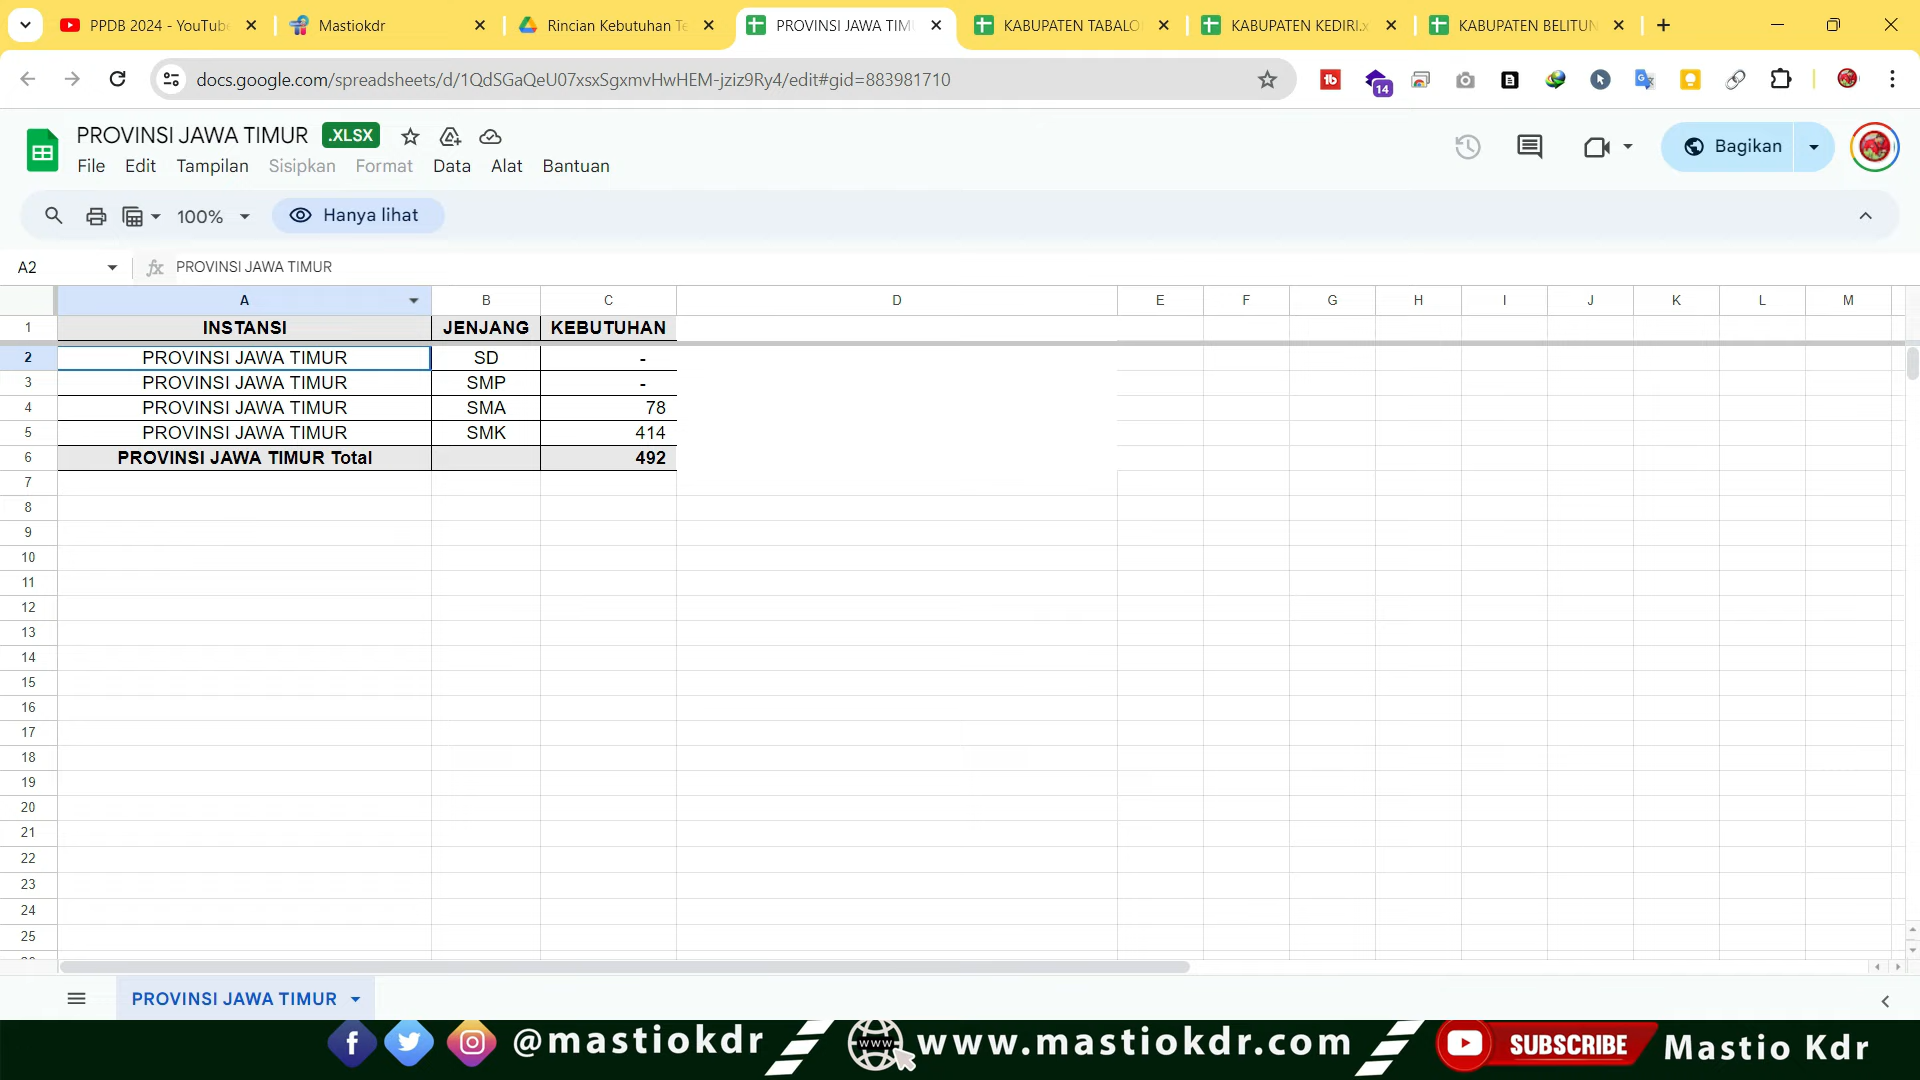 PPDB 2024 - YouTube
Mastiokdr
Rincian Kebutuhan Te
PROVINSI JAWA TIM
KABUPATEN TABALO
KABUPATEN KEDIRI.x
KABUPATEN BELITUN
docs.google.com/spreadsheets/d/1QdSGaQeU07xsxSgxmvHwHEM-jziz9Ry4/edit#gid=883981710
14
PROVINSI JAWA TIMUR .XLSX
File Edit Tampilan Sisipkan Format Data Alat Bantuan
Bagikan
100% Hanya lihat
A2 fx PROVINSI JAWA TIMUR
A B C D E F G H I J K L M
1 INSTANSI JENJANG KEBUTUHAN
2 PROVINSI JAWA TIMUR SD -
3 PROVINSI JAWA TIMUR SMP -
4 PROVINSI JAWA TIMUR SMA 78
5 PROVINSI JAWA TIMUR SMK 414
6 PROVINSI JAWA TIMUR Total 492
7
8
9
10
11
12
13
14
15
16
17
18
19
20
21
22
23
24
25
PROVINSI JAWA TIMUR
@mastiokdr WWW www.mastiokdr.com SUBSCRIBE Mastio Kdr